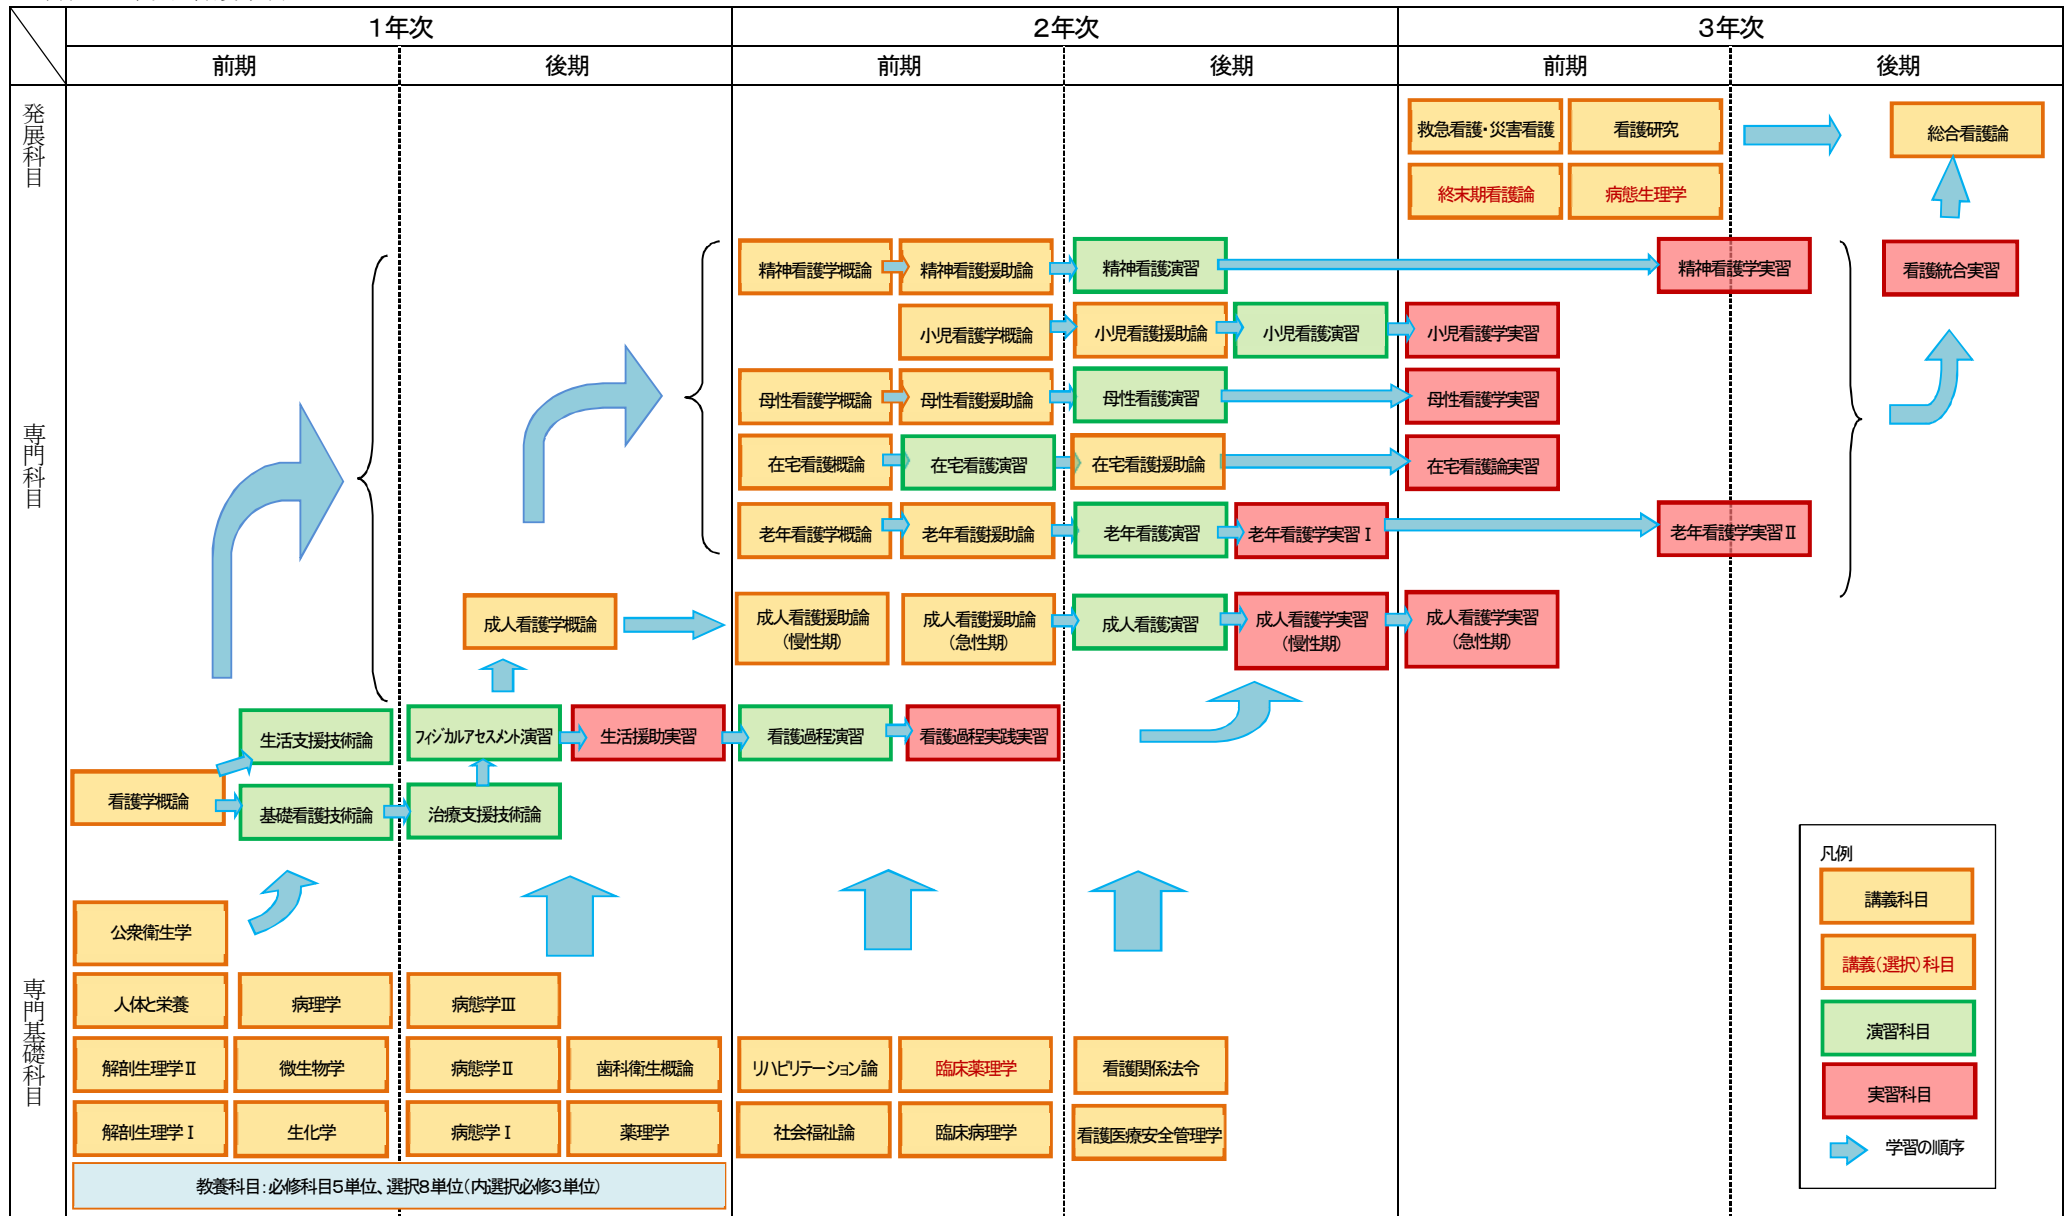 1年次
2年次
3年次
前期
後期
前期
後期
前期
後期
発展科目
救急看護・災害看護
看護研究
総合看護論
終末期看護論
病態生理学
専門科目
精神看護学概論
精神看護援助論
精神看護演習
精神看護学実習
看護統合実習
小児看護学概論
小児看護援助論
小児看護演習
小児看護学実習
母性看護学概論
母性看護援助論
母性看護演習
母性看護学実習
在宅看護概論
在宅看護演習
在宅看護援助論
在宅看護論実習
老年看護学概論
老年看護援助論
老年看護演習
老年看護学実習Ⅰ
老年看護学実習Ⅱ
成人看護学概論
成人看護援助論
(慢性期)
成人看護援助論
(急性期)
成人看護演習
成人看護学実習
(慢性期)
成人看護学実習
(急性期)
生活支援技術論
フィジカルアセスメント演習
生活援助実習
看護過程演習
看護過程実践実習
看護学概論
基礎看護技術論
治療支援技術論
専門基礎科目
公衆衛生学
人体と栄養
病理学
病態学Ⅲ
解剖生理学Ⅱ
微生物学
病態学Ⅱ
歯科衛生概論
リハビリテーション論
臨床薬理学
看護関係法令
解剖生理学Ⅰ
生化学
病態学Ⅰ
薬理学
社会福祉論
臨床病理学
看護医療安全管理学
教養科目:必修科目5単位、選択8単位(内選択必修3単位)
凡例
講義科目
講義(選択)科目
演習科目
実習科目
学習の順序